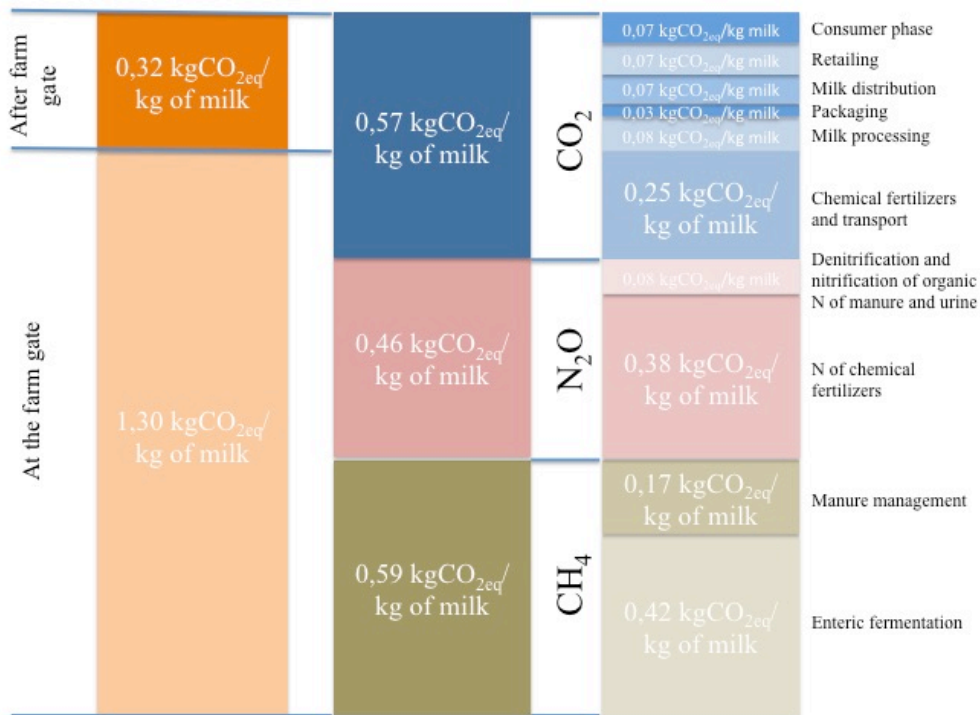 After farm
gate
At the farm gate
0,32 kgCO2eq/
kg of milk
1,30 kgCO2eq/
kg of milk
0,57 kgCO2eq/
kg of milk
0,46 kgCO2eq/
kg of milk
0,59 kgCO2eq/
kg of milk
CO2
N2O
CH4
0,07 kgCO2eq/kg milk
0,07 kgCO2eq/kg milk
0,07 kgCO2eq/kg milk
0,03 kgCO2eq/kg milk
0,08 kgCO2eq/kg milk
0,25 kgCO2eq/
kg of milk
0,08 kgCO2eq/kg milk
0,38 kgCO2eq/
kg of milk
0,17 kgCO2eq/
kg of milk
0,42 kgCO2eq/
kg of milk
Consumer phase
Retailing
Milk distribution
Packaging
Milk processing
Chemical fertilizers
and transport
Denitrification and
nitrification of organic
N of manure and urine
N of chemical
fertilizers
Manure management
Enteric fermentation